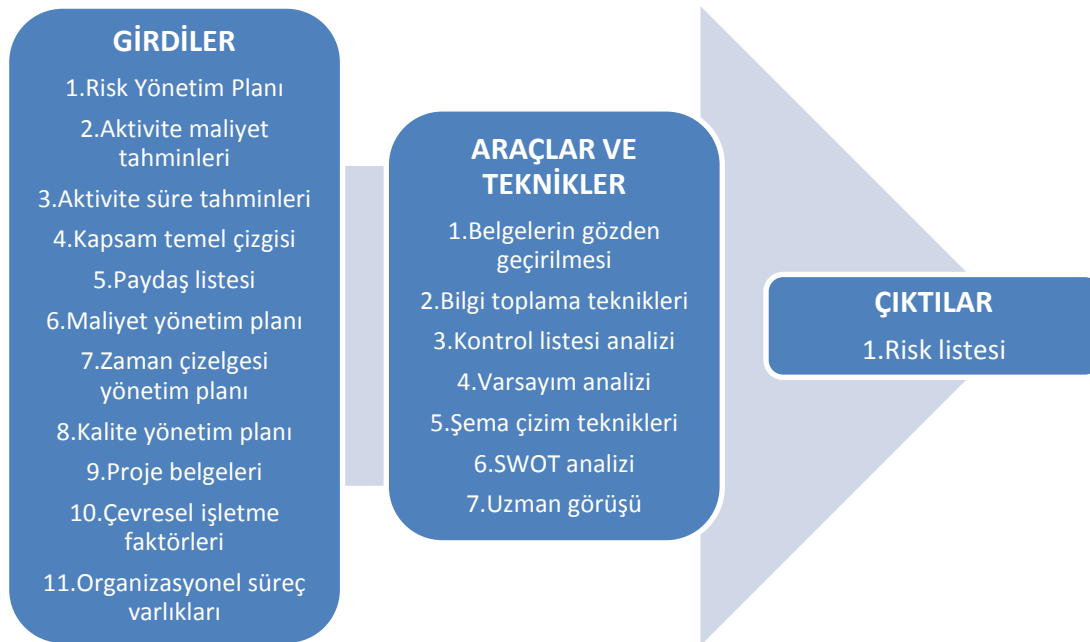 GİRDİLER
1.Risk Yönetim Planı
2.Aktivite maliyet
tahminleri
3.Aktivite süre tahminleri
4.Kapsam temel çizgisi
5.Paydaş listesi
6.Maliyet yönetim planı
7.Zaman çizelgesi
yönetim planı
8.Kalite yönetim planı
9.Proje belgeleri
10.Çevresel işletme
faktörleri
11.Organizasyonel süreç
varlıkları
ARAÇLAR VE
TEKNİKLER
1.Belgelerin gözden
geçirilmesi
2.Bilgi toplama teknikleri
3.Kontrol listesi analizi
4.Varsayım analizi
5.Şema çizim teknikleri
6.SWOT analizi
7.Uzman görüşü
ÇIKTILAR
1.Risk listesi